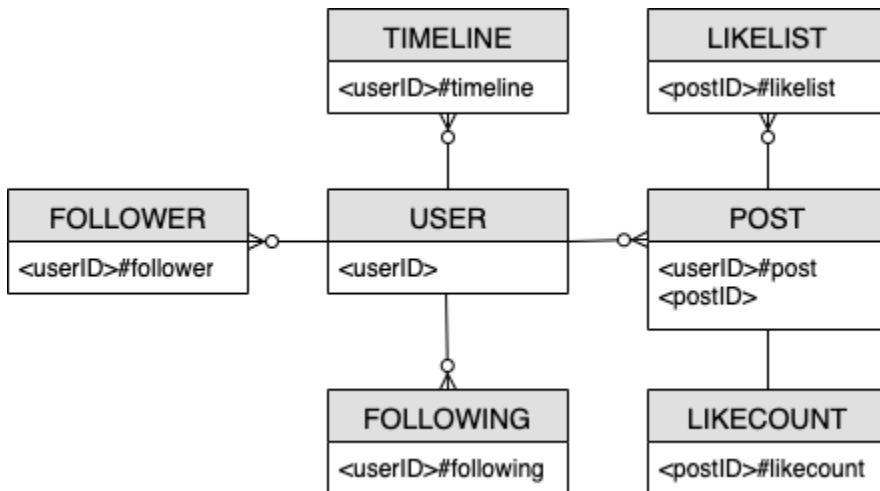 TIMELINE
<userID>#timeline
LIKELIST
<postID>#likelist
FOLLOWER
<userID>#follower
USER
<userID>
POST
<userID>#post
<postID>
FOLLOWING
<userID>#following
LIKECOUNT
<postID>#likecount